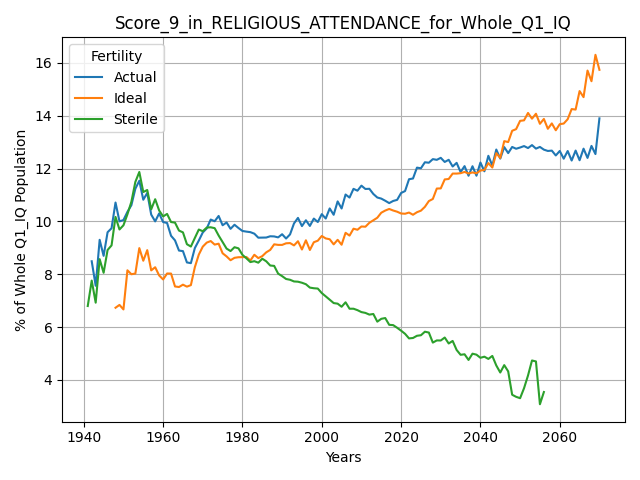 Score_9_in_RELIGIOUS_ATTENDANCE_for_Whole_Q1_IQ
Fertility
Actual
Ideal
Sterile
% of Whole Q1_IQ Population
16
14
12
10
8
6
4
1940
1960
1980
2000
2020
2040
2060
Years